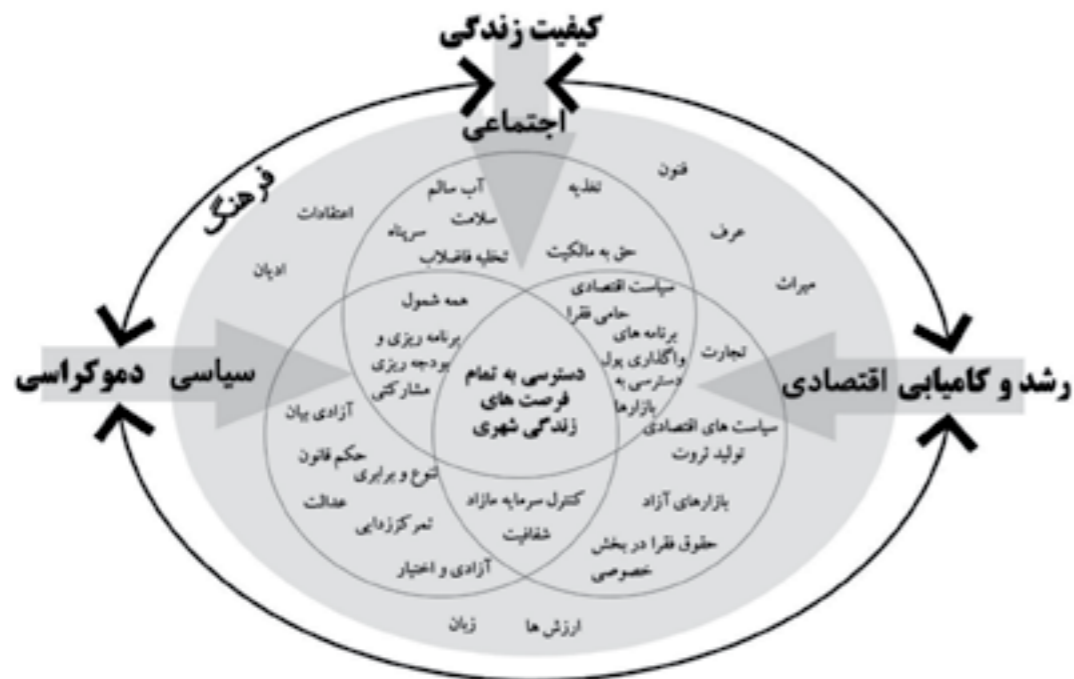 کیفیت زندگی
اجتماعی
فرهنگ
فنون
عرف
میراث
اعتقادات
ادیان
آب سالم
تغذیه
سلامت
سرپناه
تخلیه فاضلاب
حق به مالکیت
همه شمول
برنامه ریزی و
بودجه ریزی
مشارکتی
سیاست اقتصادی
حامی فقرا
برنامه های
واگذاری پول
دسترسی به
بازارها
دسترسی به تمام
فرصت های
زندگی شهری
رشد و کامیابی اقتصادی
سیاسی
دموکراسی
تجارت
سیاست های اقتصادی
تولید ثروت
بازارهای آزاد
حقوق فقرا در بخش
خصوصی
آزادی بیان
حکم قانون
تنوع و برابری
عدالت
تمرکززدایی
آزادی و اختیار
کنترل سرمایه مازاد
شفافیت
زبان
ارزش ها